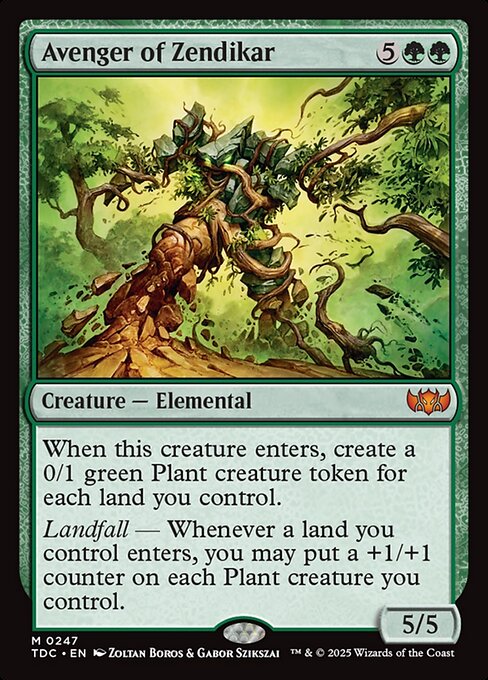 Avenger of Zendikar 5
Creature — Elemental
When this creature enters, create a
0/1 green Plant creature token for
each land you control.
Landfall — Whenever a land you
control enters, you may put a +1/+1
counter on each Plant creature you
control.
5/5
M 0247
TDC • EN Zoltan Boros & Gabor Szikszai ™ & © 2025 Wizards of the Coast